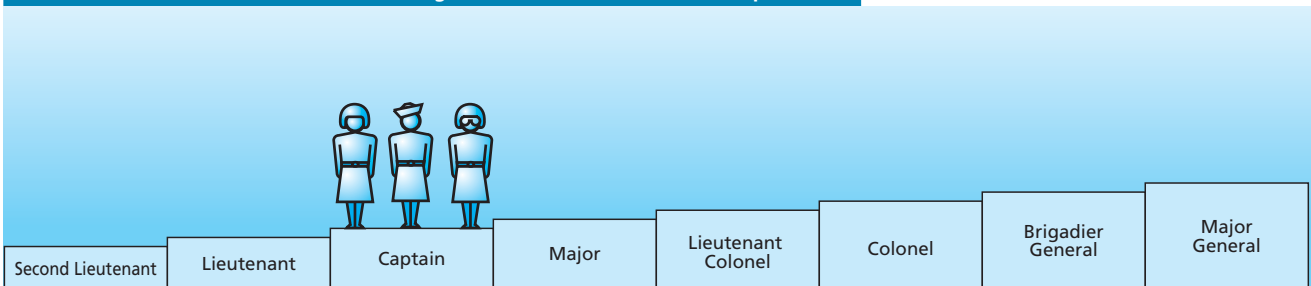 Second Lieutenant
Lieutenant
Captain
Major
Lieutenant
Colonel
Colonel
Brigadier
General
Major
General